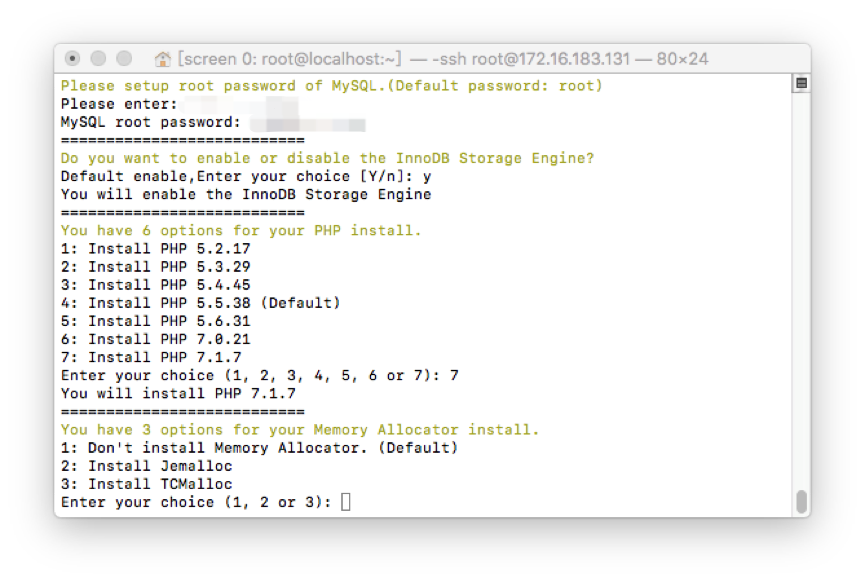 [screen 0: root@localhost:~] — -ssh root@172.16.183.131 — 80×24
Please setup root password of MySQL.(Default password: root)
Please enter:
MySQL root password:
===========================
Do you want to enable or disable the InnoDB Storage Engine?
Default enable,Enter your choice [Y/n]: y
You will enable the InnoDB Storage Engine
===========================
You have 6 options for your PHP install.
1: Install PHP 5.2.17
2: Install PHP 5.3.29
3: Install PHP 5.4.45
4: Install PHP 5.5.38 (Default)
5: Install PHP 5.6.31
6: Install PHP 7.0.21
7: Install PHP 7.1.7
Enter your choice (1, 2, 3, 4, 5, 6 or 7): 7
You will install PHP 7.1.7
===========================
You have 3 options for your Memory Allocator install.
1: Don't install Memory Allocator. (Default)
2: Install Jemalloc
3: Install TCMalloc
Enter your choice (1, 2 or 3):